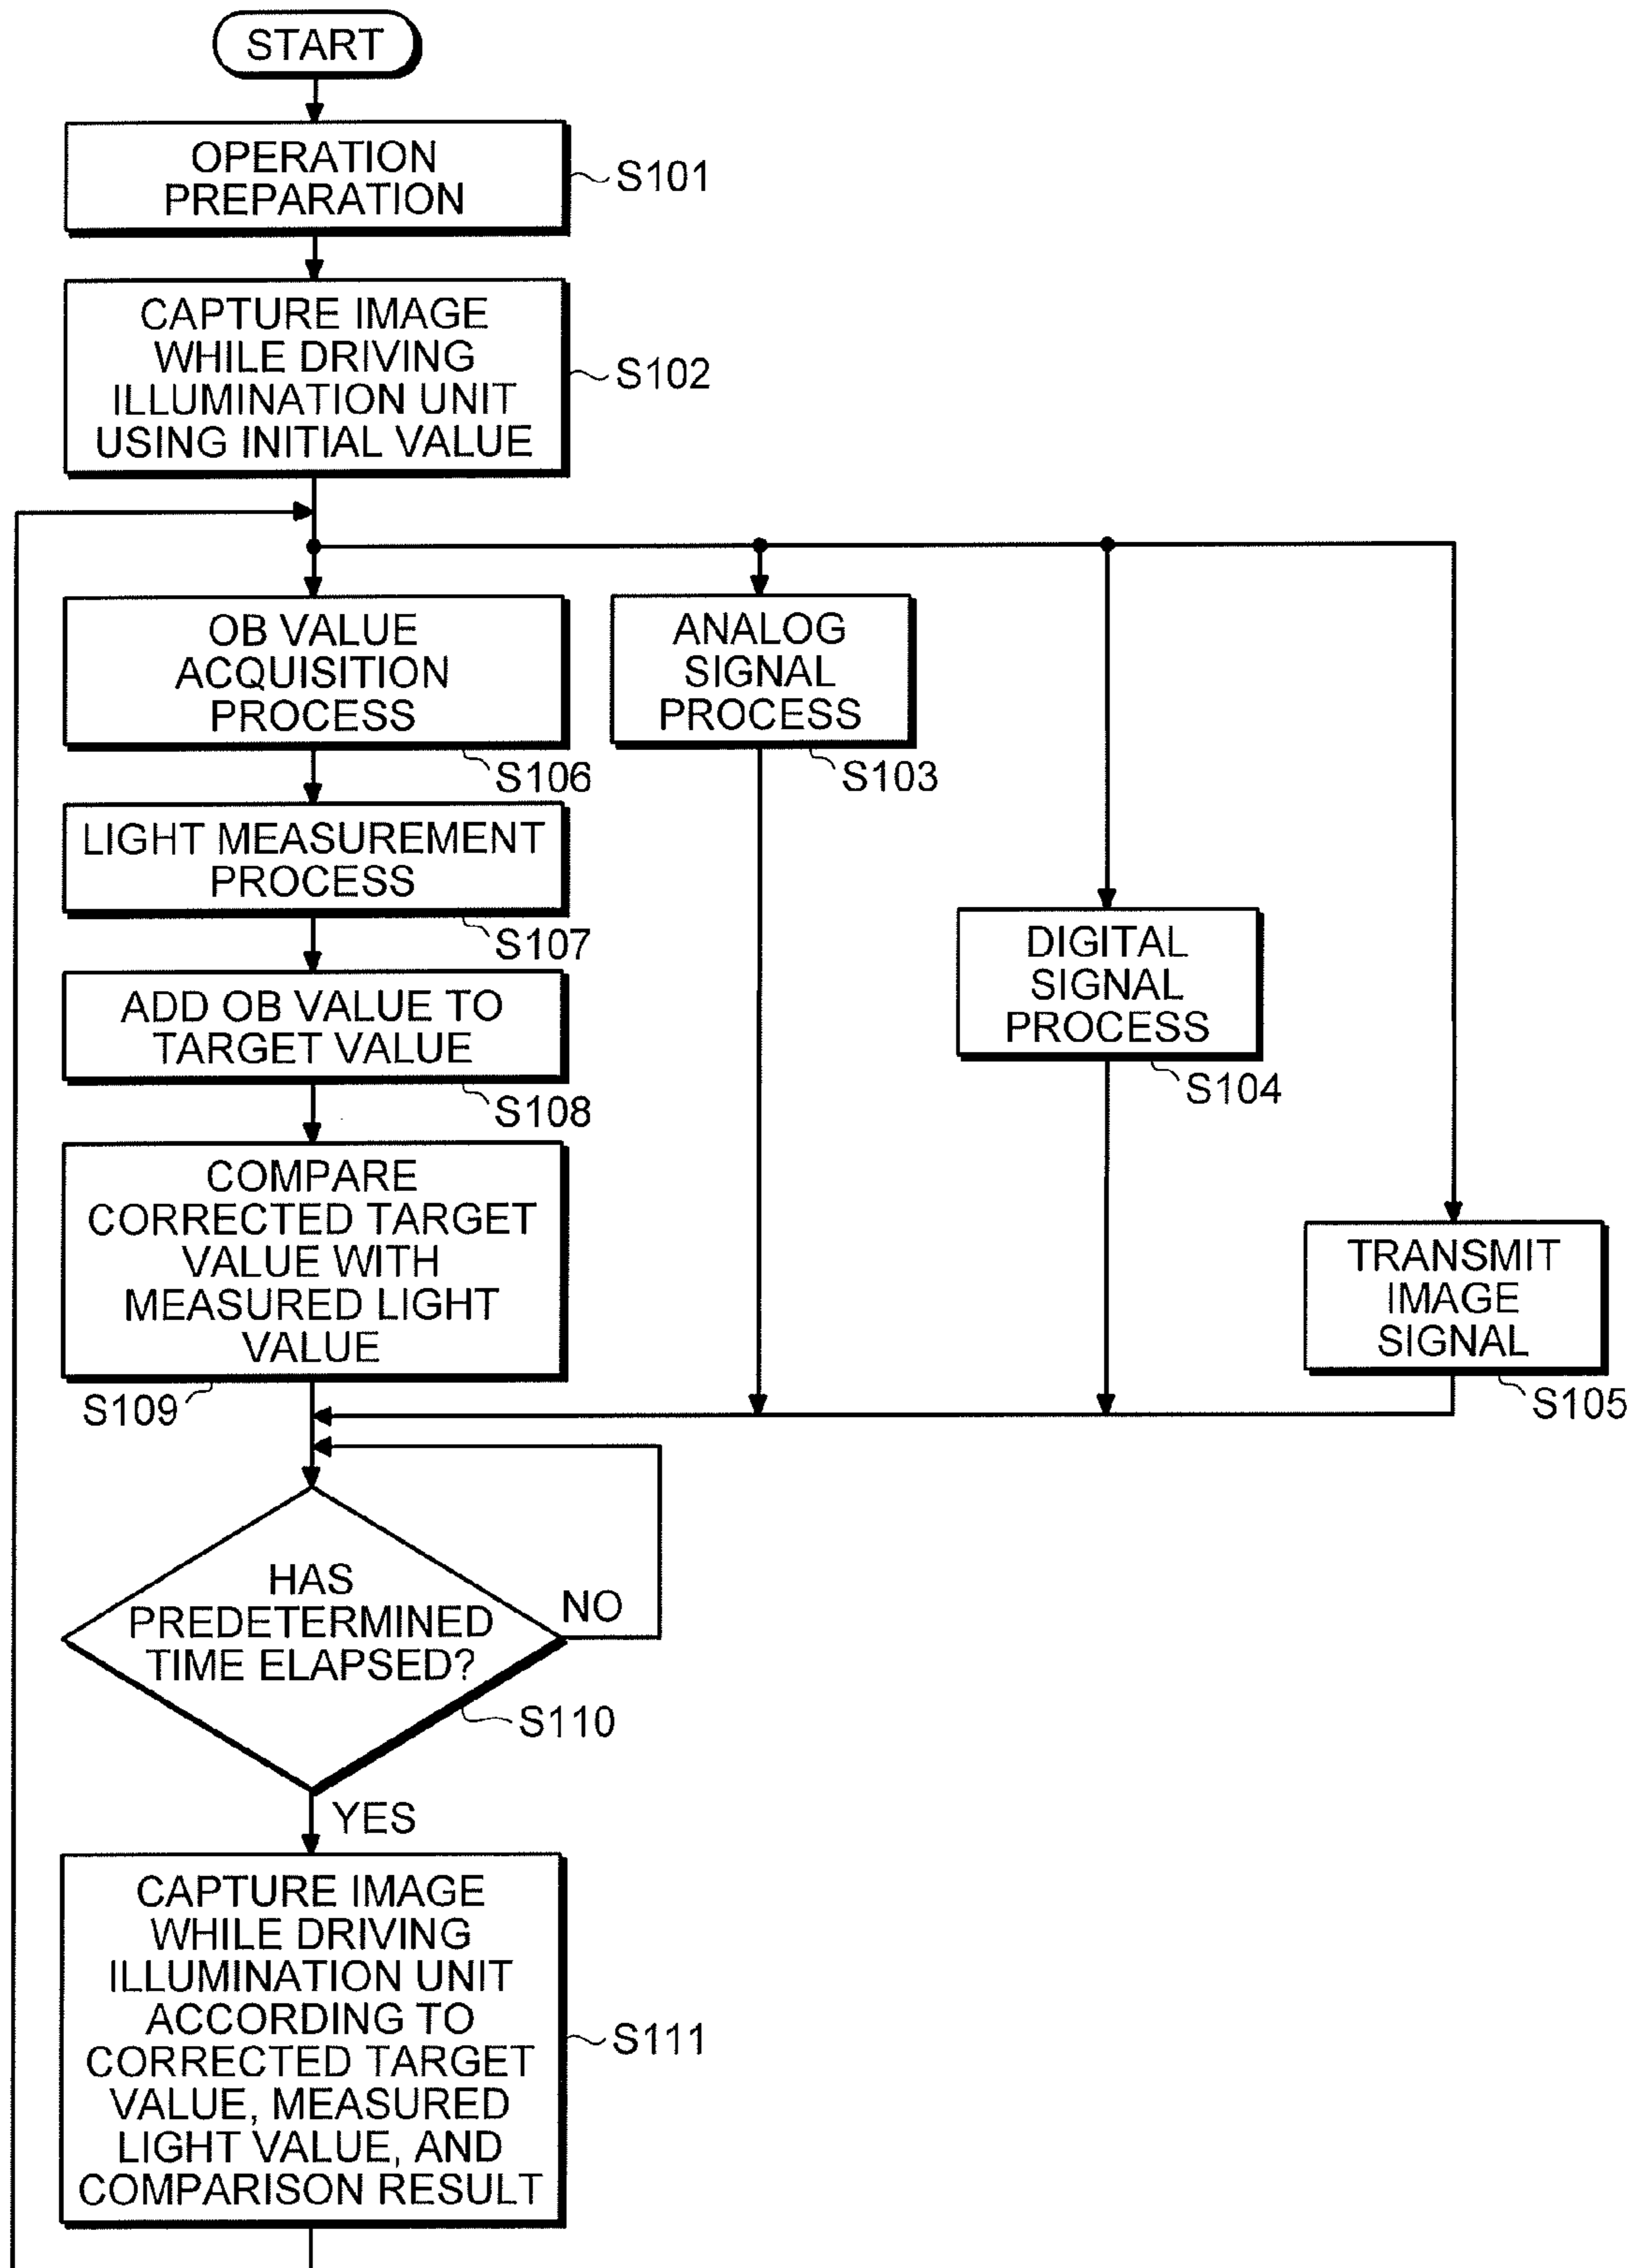 START
OPERATION
PREPARATION
S101
CAPTURE IMAGE
WHILE DRIVING
ILLUMINATION UNIT
USING INITIAL VALUE
S102
OB VALUE
ACQUISITION
PROCESS
S106
ANALOG
SIGNAL
PROCESS
S103
LIGHT MEASUREMENT
PROCESS
S107
DIGITAL
SIGNAL
PROCESS
S104
ADD OB VALUE TO
TARGET VALUE
S108
COMPARE
CORRECTED TARGET
VALUE WITH
MEASURED LIGHT
VALUE
S109
TRANSMIT
IMAGE
SIGNAL
S105
HAS
PREDETERMINED
TIME ELAPSED?
NO
S110
YES
CAPTURE IMAGE
WHILE DRIVING
ILLUMINATION UNIT
ACCORDING TO
CORRECTED TARGET
VALUE, MEASURED
LIGHT VALUE, AND
COMPARISON RESULT
S111